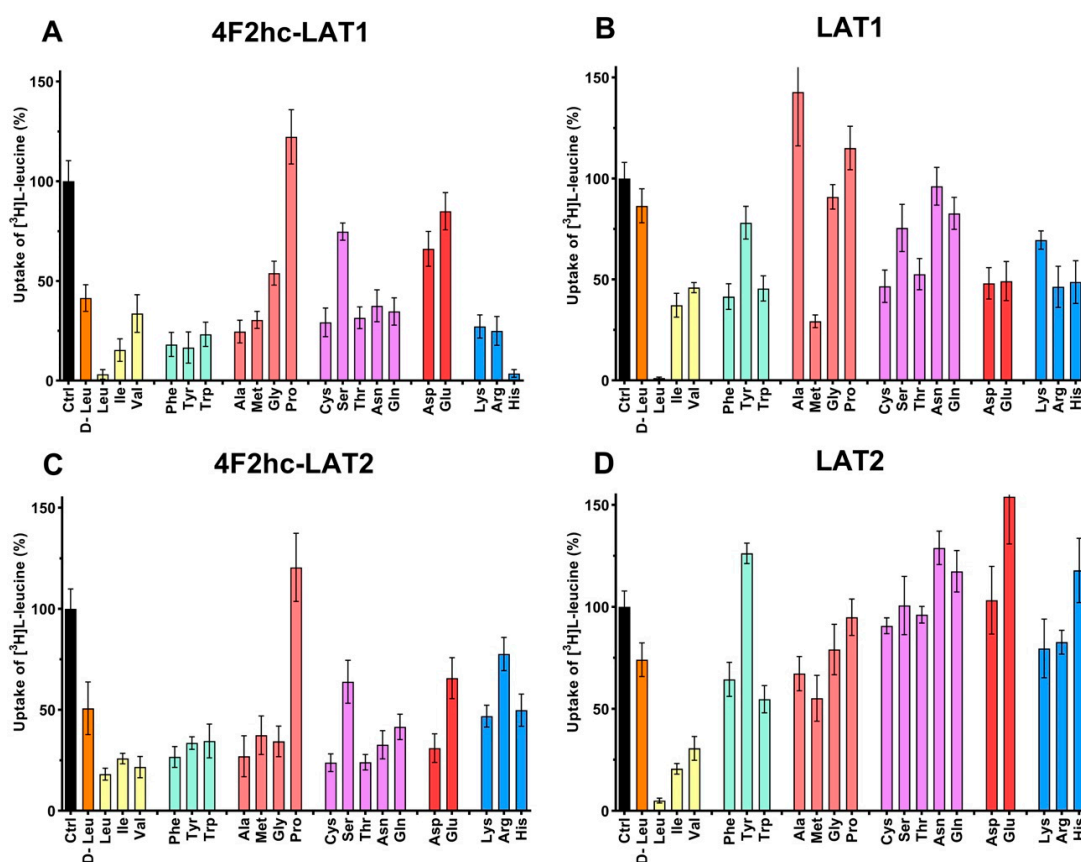 A
4F2hc-LAT1
Uptake of [³H]L-leucine (%)
150
100
50
0
Ctrl
D- Leu
Leu
Ile
Val
Phe
Tyr
Trp
Ala
Met
Gly
Pro
Cys
Ser
Thr
Asn
Gln
Asp
Glu
Lys
Arg
His
B
LAT1
Uptake of [³H]L-leucine (%)
150
100
50
0
Ctrl
D- Leu
Leu
Ile
Val
Phe
Tyr
Trp
Ala
Met
Gly
Pro
Cys
Ser
Thr
Asn
Gln
Asp
Glu
Lys
Arg
His
C
4F2hc-LAT2
Uptake of [³H]L-leucine (%)
150
100
50
0
Ctrl
D- Leu
Leu
Ile
Val
Phe
Tyr
Trp
Ala
Met
Gly
Pro
Cys
Ser
Thr
Asn
Gln
Asp
Glu
Lys
Arg
His
D
LAT2
Uptake of [³H]L-leucine (%)
150
100
50
0
Ctrl
D- Leu
Leu
Ile
Val
Phe
Tyr
Trp
Ala
Met
Gly
Pro
Cys
Ser
Thr
Asn
Gln
Asp
Glu
Lys
Arg
His